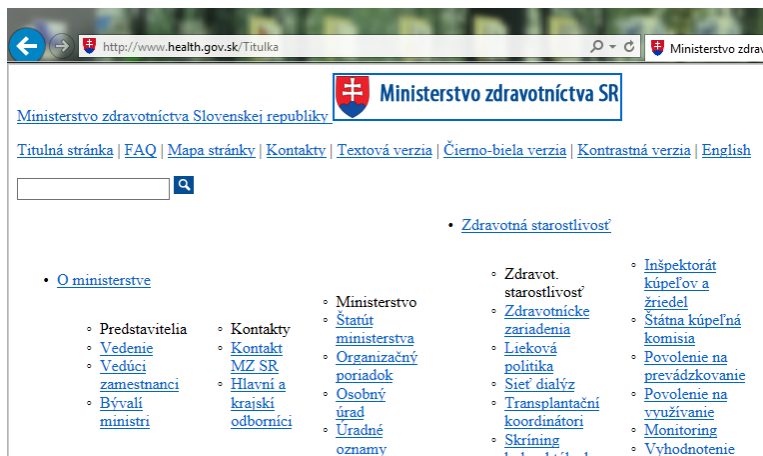 http://www.health.gov.sk/Titulka
Ministerstvo zdrav
Ministerstvo zdravotníctva SR
Ministerstvo zdravotníctva Slovenskej republiky
Titulná stránka | FAQ | Mapa stránky | Kontakty | Textová verzia | Čierno-biela verzia | Kontrastná verzia | English
• O ministerstve
◦ Predstavitelia
◦ Vedenie
◦ Vedúci
zamestnanci
◦ Bývalí
ministri
◦ Kontakty
◦ Kontakt
MZ SR
◦ Hlavní a
krajskí
odborníci
◦ Ministerstvo
◦ Štatút
ministerstva
◦ Organizačný
poriadok
◦ Osobný
úrad
◦ Úradné
oznamy
• Zdravotná starostlivosť
◦ Zdravot.
starostlivosť
◦ Zdravotnícke
zariadenia
◦ Lieková
politika
◦ Sieť dialýz
◦ Transplantační
koordinátori
◦ Skríning
◦ Inšpektorát
kúpeľov a
žriedel
◦ Štátna kúpeľná
komisia
◦ Povolenie na
prevádzkovanie
◦ Povolenie na
využívanie
◦ Monitoring
◦ Vyhodnotenie